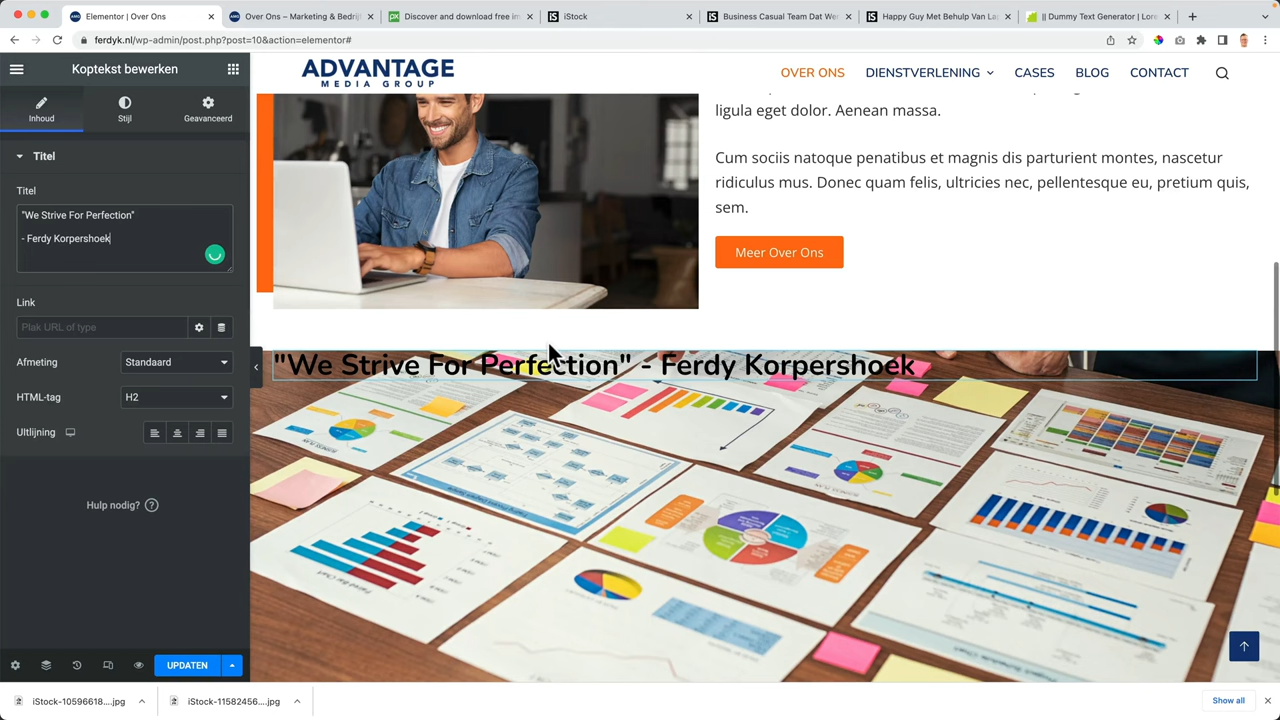 Elementor | Over Ons
Over Ons – Marketing & Bedrij
Discover and download free im
iStock
Business Casual Team Dat We
Happy Guy Met Behulp Van La
|| Dummy Text Generator | Lore
ferdyk.nl/wp-admin/post.php?post=10&action=elementor#
Koptekst bewerken
ADVANTAGE
MEDIA GROUP
OVER ONS
DIENSTVERLENING
CASES
BLOG
CONTACT
Inhoud
Stijl
Geavanceerd
ligula eget dolor. Aenean massa.
Titel
Cum sociis natoque penatibus et magnis dis parturient montes, nascetur
ridiculus mus. Donec quam felis, ultricies nec, pellentesque eu, pretium quis,
sem.
Titel
"We Strive For Perfection"
- Ferdy Korpershoek
Meer Over Ons
Link
Plak URL of type
Afmeting
Standaard
"We Strive For Perfection" - Ferdy Korpershoek
HTML-tag
H2
Uitlijning
Hulp nodig?
UPDATEN
iStock-10596618....jpg
iStock-11582456....jpg
Show all